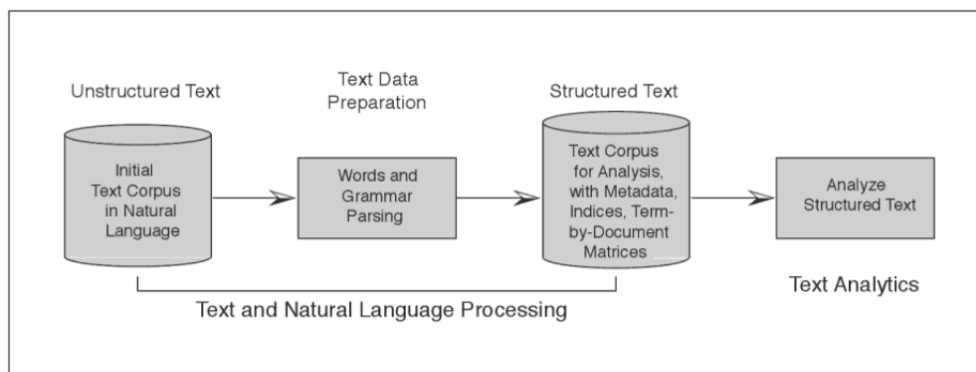 Unstructured Text
Text Data
Preparation
Structured Text
Initial
Text Corpus
in Natural
Language
Words and
Grammar
Parsing
Text Corpus
for Analysis,
with Metadata,
Indices, Term-
by-Document
Matrices
Analyze
Structured Text
Text and Natural Language Processing
Text Analytics